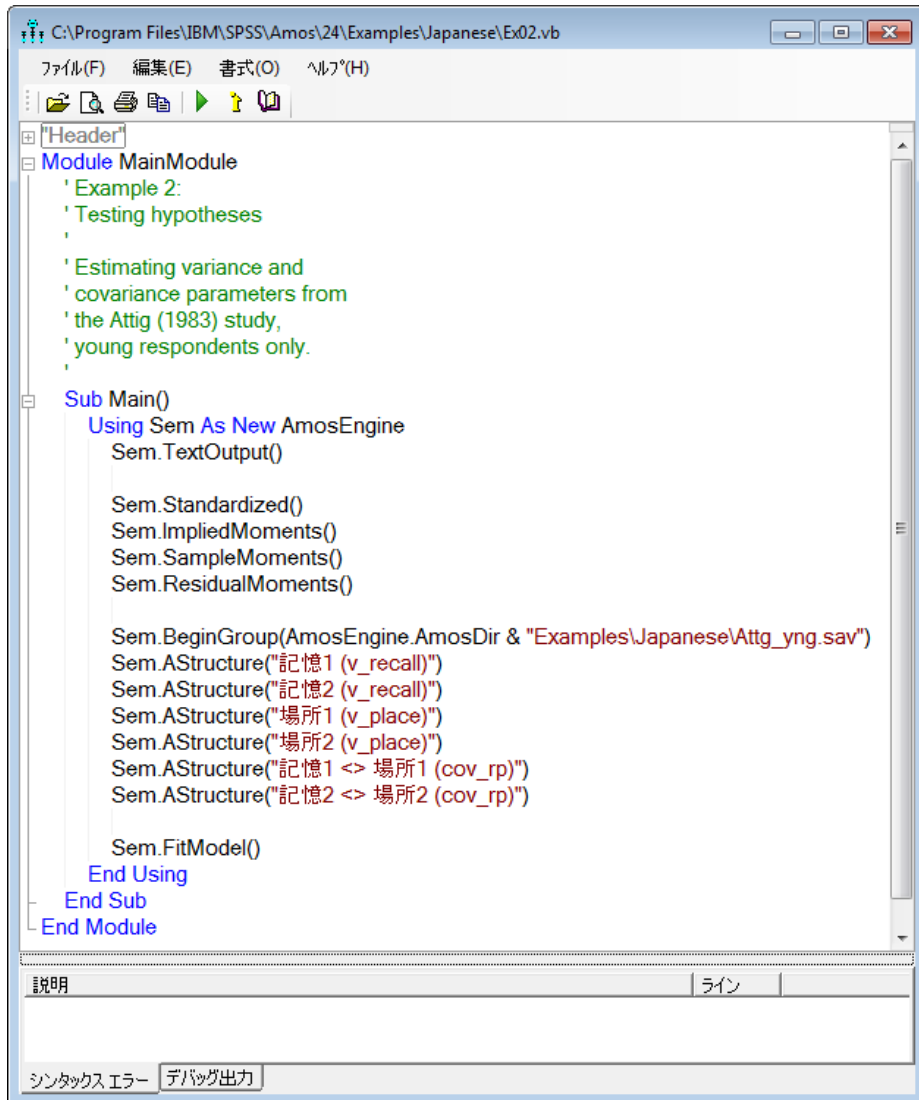 C:\Program Files\IBM\SPSS\Amos\24\Examples\Japanese\Ex02.vb
ファイル(F) 編集(E) 書式(O) ヘルプ(H)
"Header"
Module MainModule
' Example 2:
' Testing hypotheses
'
' Estimating variance and
' covariance parameters from
' the Attig (1983) study,
' young respondents only.
'
Sub Main()
Using Sem As New AmosEngine
Sem.TextOutput()
Sem.Standardized()
Sem.ImpliedMoments()
Sem.SampleMoments()
Sem.ResidualMoments()
Sem.BeginGroup(AmosEngine.AmosDir & "Examples\Japanese\Attg_yng.sav")
Sem.AStructure("記憶1 (v_recall)")
Sem.AStructure("記憶2 (v_recall)")
Sem.AStructure("場所1 (v_place)")
Sem.AStructure("場所2 (v_place)")
Sem.AStructure("記憶1 <> 場所1 (cov_rp)")
Sem.AStructure("記憶2 <> 場所2 (cov_rp)")
Sem.FitModel()
End Using
End Sub
End Module
説明 ライン
シンタックス エラー デバッグ出力